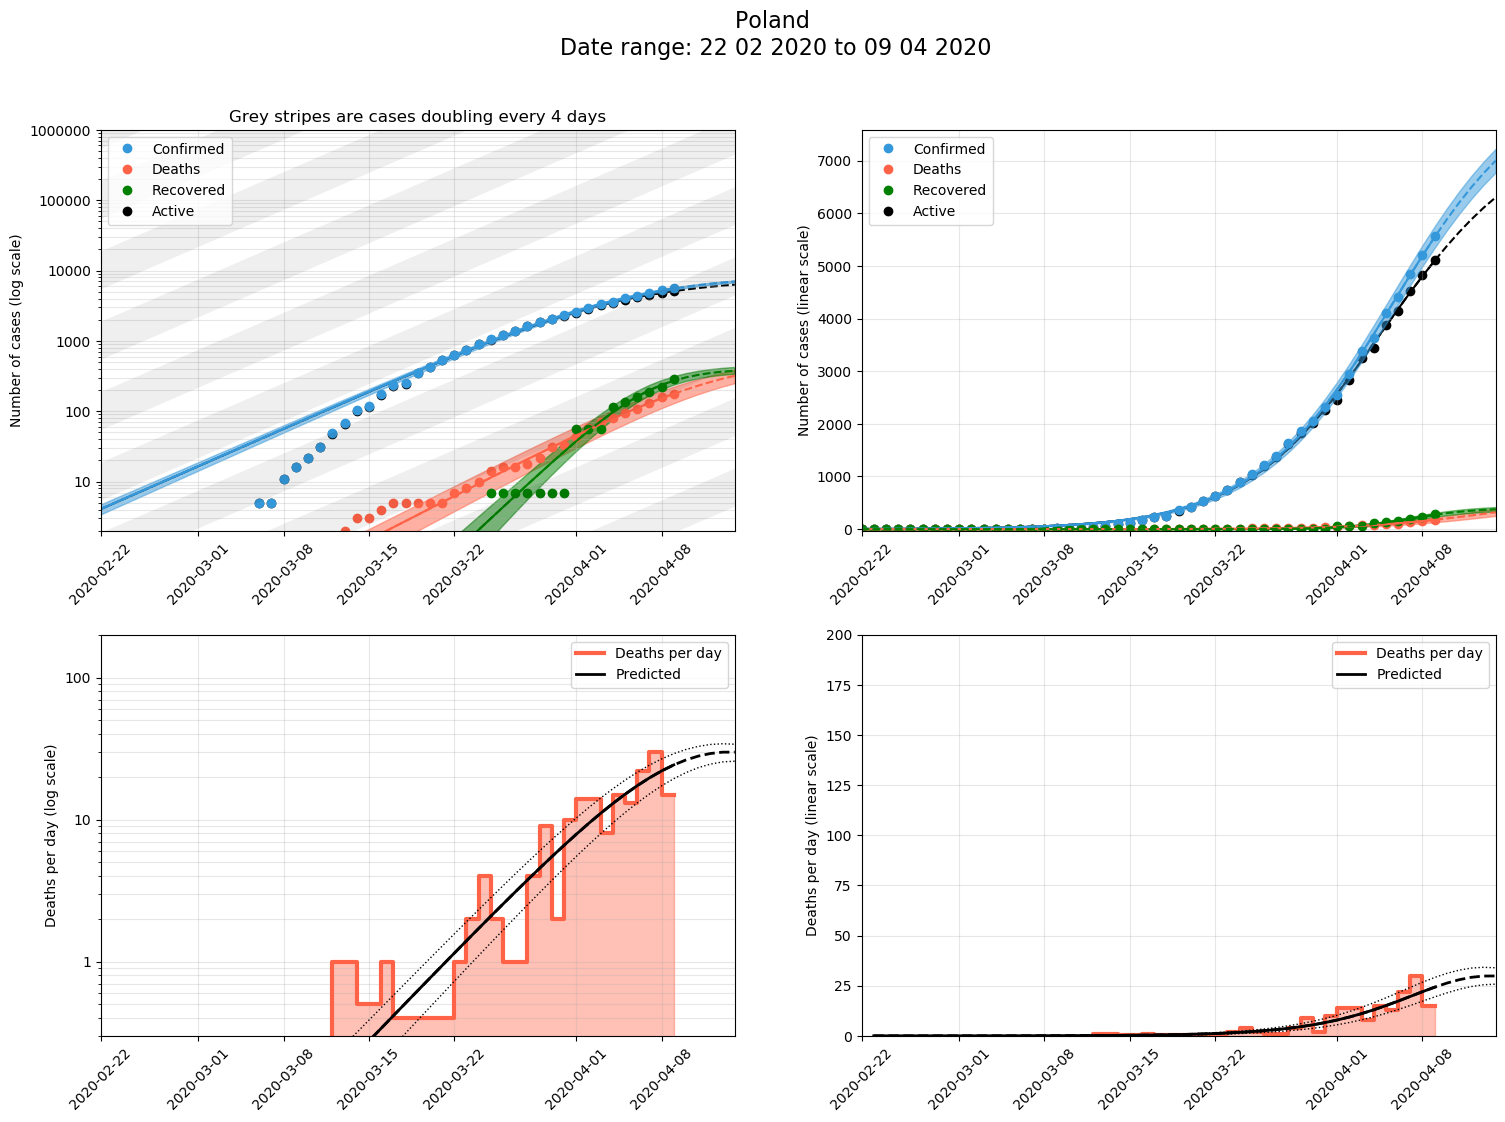 Poland
Date range: 22 02 2020 to 09 04 2020
Grey stripes are cases doubling every 4 days
Number of cases (log scale)
1000000
100000
10000
1000
100
10
Confirmed
Deaths
Recovered
Active
2020-02-22
2020-03-01
2020-03-08
2020-03-15
2020-03-22
2020-04-01
2020-04-08
Number of cases (linear scale)
7000
6000
5000
4000
3000
2000
1000
0
Confirmed
Deaths
Recovered
Active
2020-02-22
2020-03-01
2020-03-08
2020-03-15
2020-03-22
2020-04-01
2020-04-08
Deaths per day (log scale)
100
10
1
Deaths per day
Predicted
2020-02-22
2020-03-01
2020-03-08
2020-03-15
2020-03-22
2020-04-01
2020-04-08
Deaths per day (linear scale)
200
175
150
125
100
75
50
25
0
Deaths per day
Predicted
2020-02-22
2020-03-01
2020-03-08
2020-03-15
2020-03-22
2020-04-01
2020-04-08